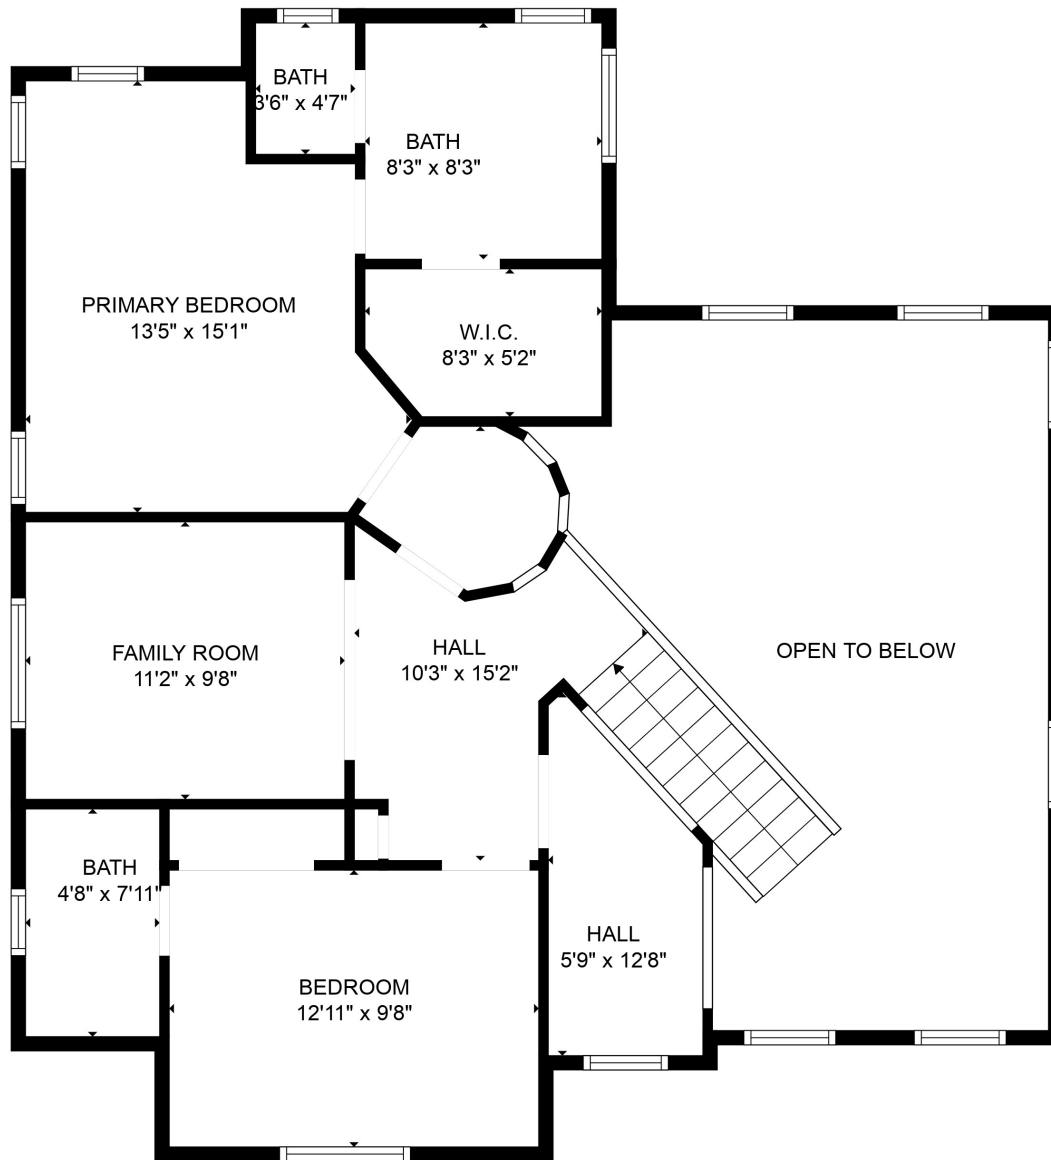 BATH
3'6" x 4'7"
BATH
8'3" x 8'3"
PRIMARY BEDROOM
13'5" x 15'1"
W.I.C.
8'3" x 5'2"
FAMILY ROOM
11'2" x 9'8"
HALL
10'3" x 15'2"
OPEN TO BELOW
BATH
4'8" x 7'11"
HALL
5'9" x 12'8"
BEDROOM
12'11" x 9'8"